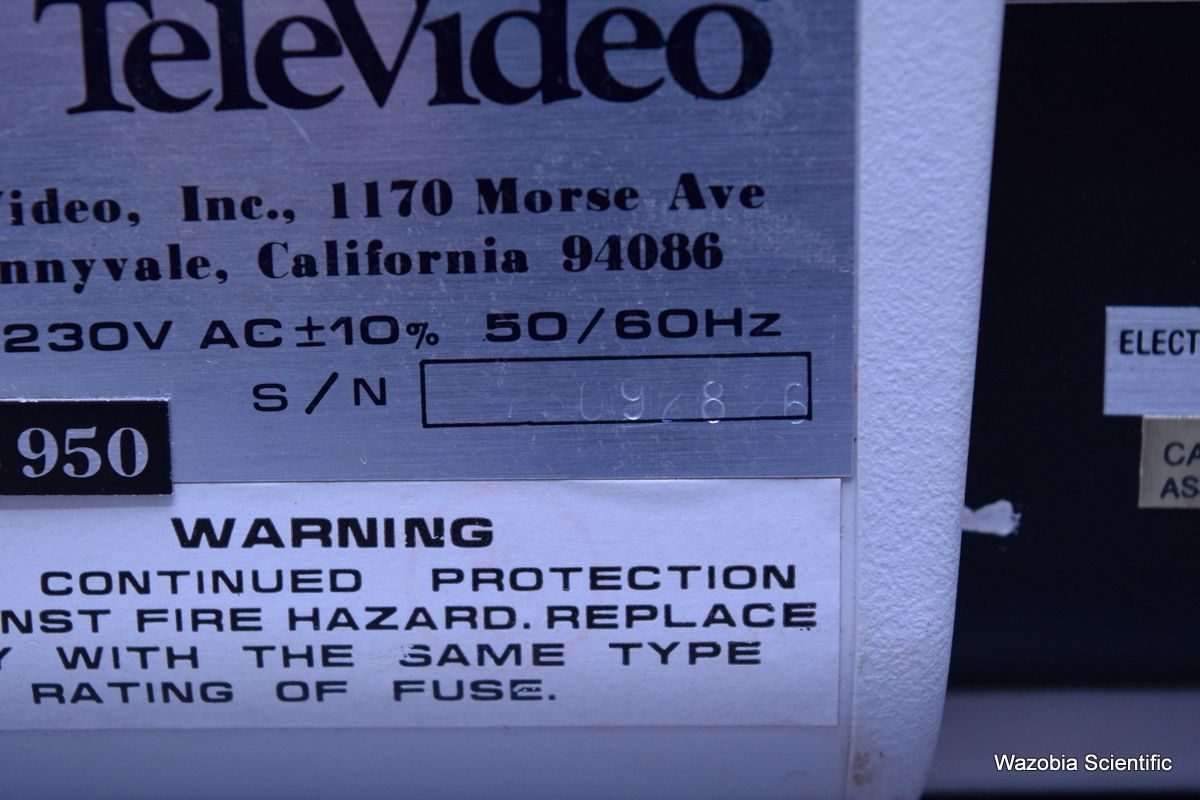 TeleVideo
Video, Inc., 1170 Morse Ave
nnyvale, California 94086
230V AC ±10% 50/60Hz
S/N
950
WARNING
CONTINUED PROTECTION
NST FIRE HAZARD. REPLACE
Y WITH THE SAME TYPE
RATING OF FUSE.
ELECT
CA
AS
Wazobia Scientific